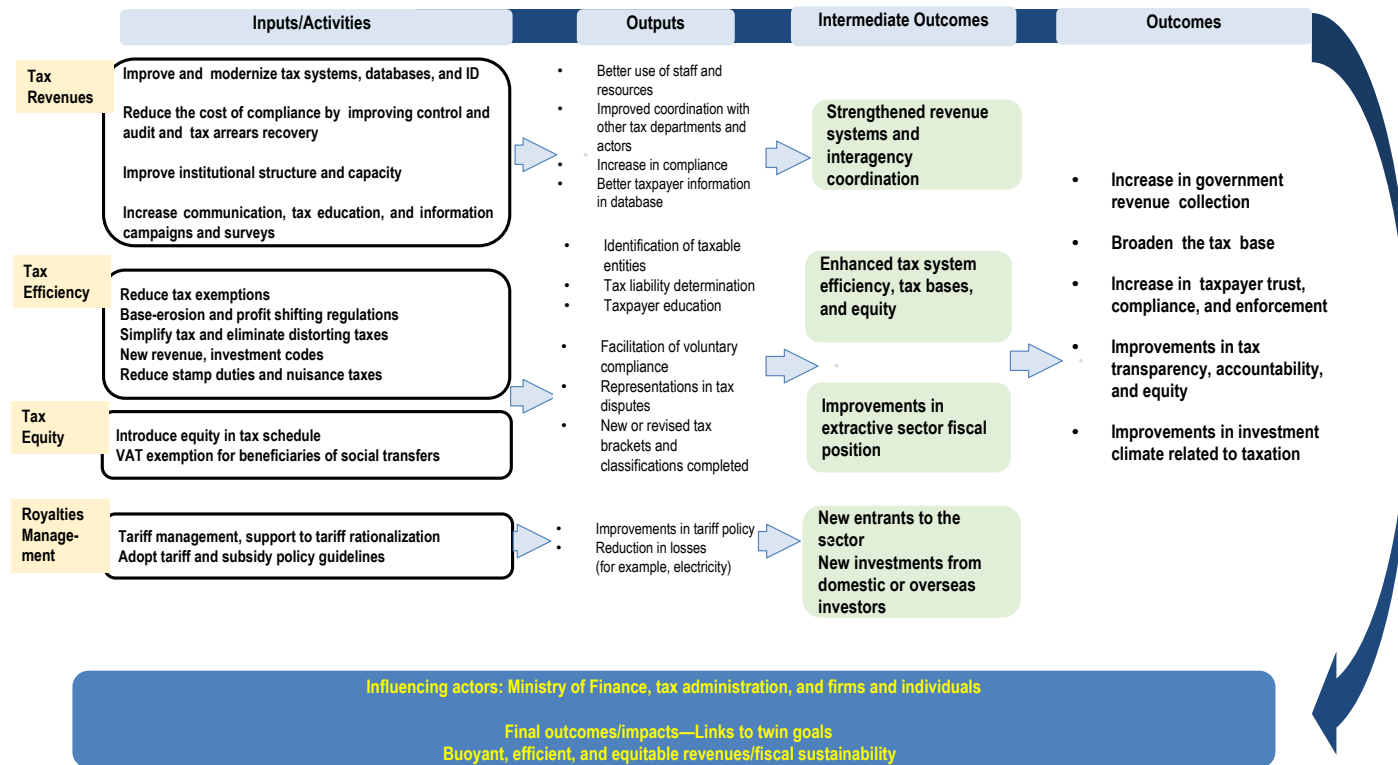 Inputs/Activities
Outputs
Intermediate Outcomes
Outcomes
Tax
Revenues
Improve and modernize tax systems, databases, and ID
Reduce the cost of compliance by improving control and
audit and tax arrears recovery
Improve institutional structure and capacity
Increase communication, tax education, and information
campaigns and surveys
• Better use of staff and
resources
• Improved coordination with
other tax departments and
actors
• Increase in compliance
• Better taxpayer information
in database
Strengthened revenue
systems and
interagency
coordination
Tax
Efficiency
Reduce tax exemptions
Base-erosion and profit shifting regulations
Simplify tax and eliminate distorting taxes
New revenue, investment codes
Reduce stamp duties and nuisance taxes
Tax
Equity
Introduce equity in tax schedule
VAT exemption for beneficiaries of social transfers
• Identification of taxable
entities
• Tax liability determination
• Taxpayer education
• Facilitation of voluntary
compliance
• Representations in tax
disputes
• New or revised tax
brackets and
classifications completed
Enhanced tax system
efficiency, tax bases,
and equity
Improvements in
extractive sector fiscal
position
Royalties
Manage-
ment
Tariff management, support to tariff rationalization
Adopt tariff and subsidy policy guidelines
• Improvements in tariff policy
• Reduction in losses
(for example, electricity)
New entrants to the
sector
New investments from
domestic or overseas
investors
• Increase in government
revenue collection
• Broaden the tax base
• Increase in taxpayer trust,
compliance, and enforcement
• Improvements in tax
transparency, accountability,
and equity
• Improvements in investment
climate related to taxation
Influencing actors: Ministry of Finance, tax administration, and firms and individuals
Final outcomes/impacts—Links to twin goals
Buoyant, efficient, and equitable revenues/fiscal sustainability